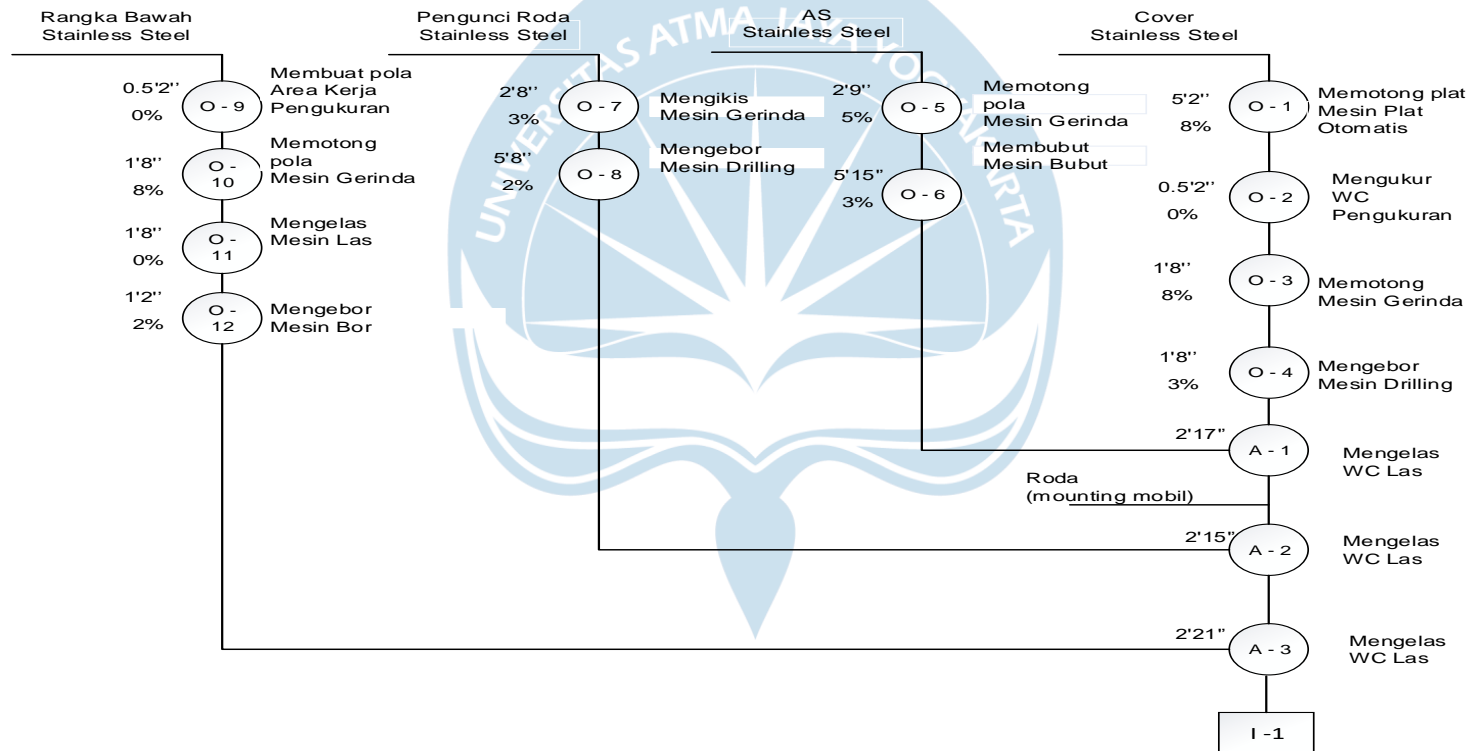 Rangka Bawah
Stainless Steel
0.5'2''
0%
O - 9
Membuat pola
Area Kerja
Pengukuran
1'8''
8%
O -
10
Memotong
pola
Mesin Gerinda
1'8''
0%
O -
11
Mengelas
Mesin Las
1'2''
2%
O -
12
Mengebor
Mesin Bor
Pengunci Roda
Stainless Steel
2'8''
3%
O - 7
Mengikis
Mesin Gerinda
5'8''
2%
O - 8
Mengebor
Mesin Drilling
AS
Stainless Steel
2'9''
5%
O - 5
Memotong
pola
Mesin Gerinda
5'15"
3%
O - 6
Membubut
Mesin Bubut
Cover
Stainless Steel
5'2''
8%
O - 1
Memotong plat
Mesin Plat
Otomatis
0.5'2''
0%
O - 2
Mengukur
WC
Pengukuran
1'8''
8%
O - 3
Memotong
Mesin Gerinda
1'8''
3%
O - 4
Mengebor
Mesin Drilling
2'17"
A - 1
Mengelas
WC Las
Roda
(mounting mobil)
2'15"
A - 2
Mengelas
WC Las
2'21"
A - 3
Mengelas
WC Las
I -1
UNIVERSITAS ATMA JAYA YOGYAKARTA